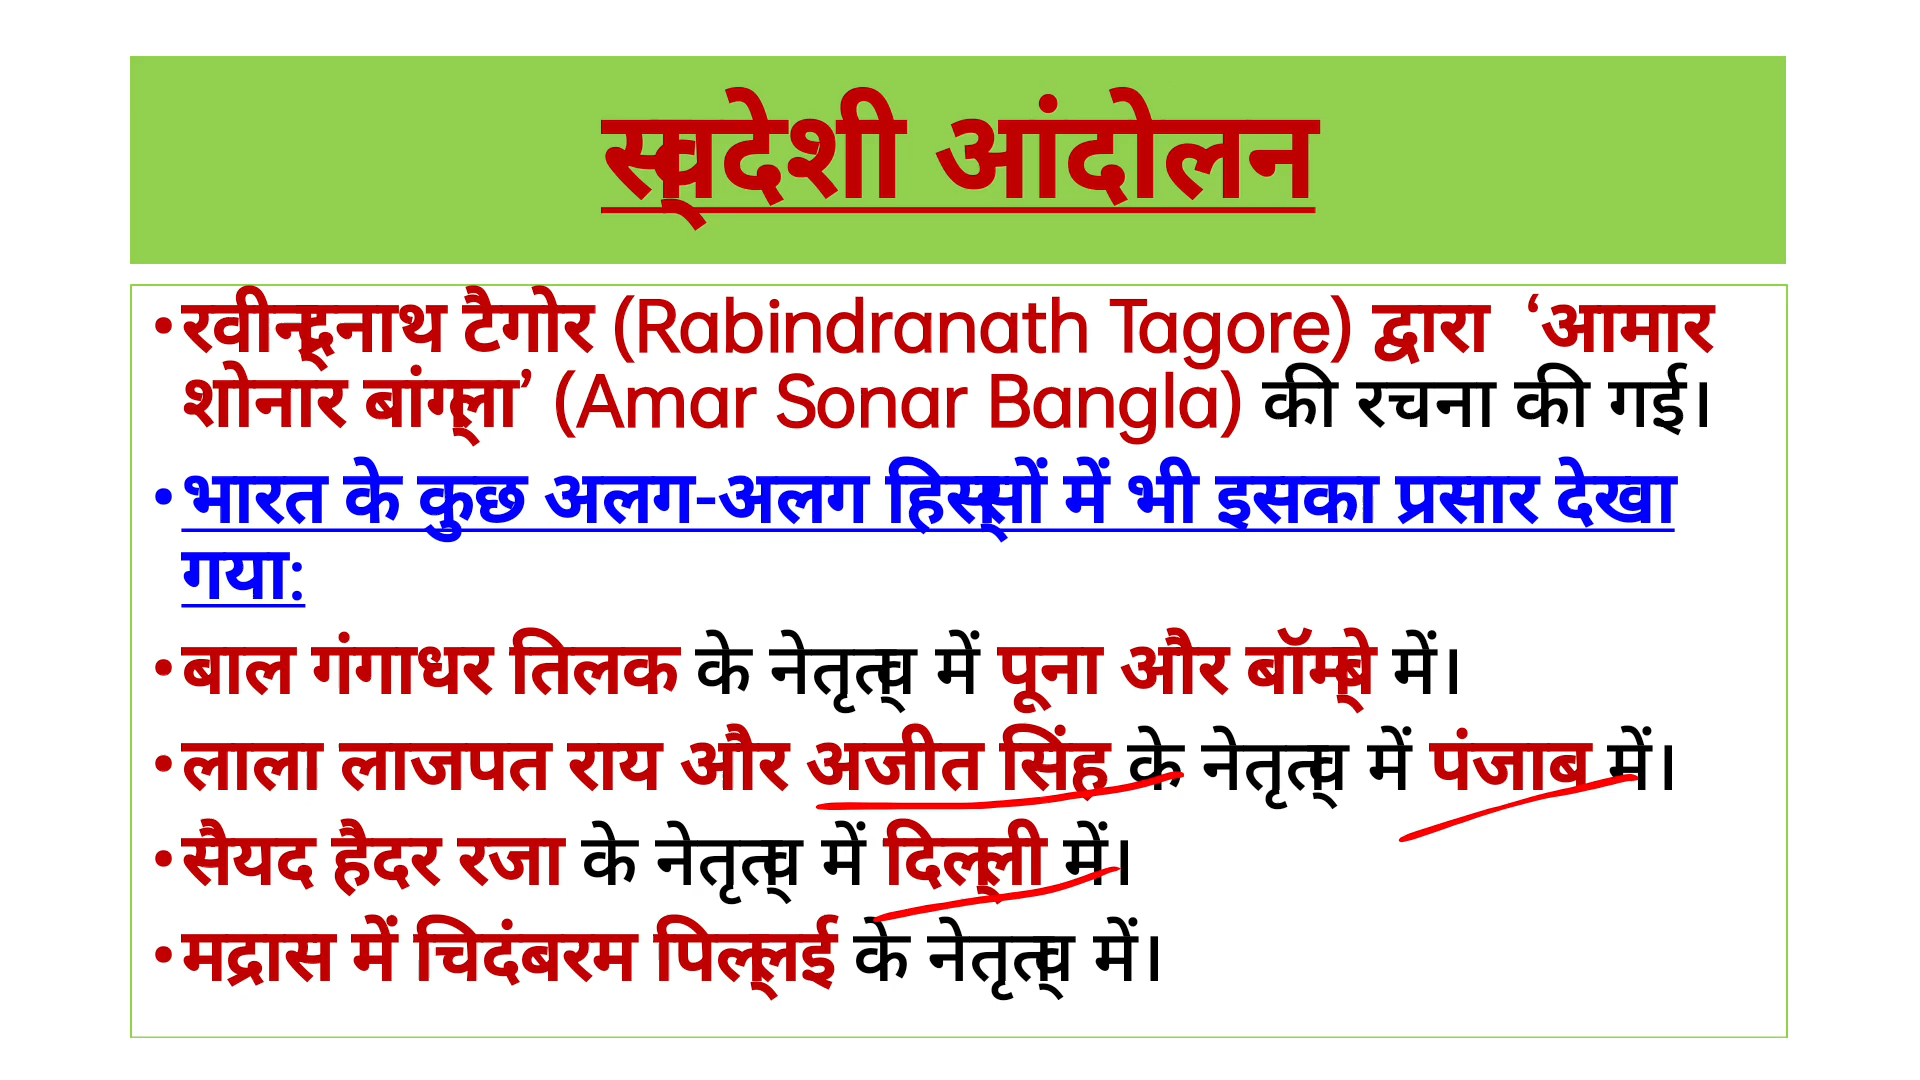 स्वदेशी आंदोलन
•रवीन्द्रनाथ टैगोर (Rabindranath Tagore) द्वारा ‘आमार
शोनार बांग्ला’ (Amar Sonar Bangla) की रचना की गई।
•भारत के कुछ अलग-अलग हिस्सों में भी इसका प्रसार देखा
गया:
•बाल गंगाधर तिलक के नेतृत्व में पूना और बॉम्बे में।
•लाला लाजपत राय और अजीत सिंह के नेतृत्व में पंजाब में।
•सैयद हैदर रजा के नेतृत्व में दिल्ली में।
•मद्रास में चिदंबरम पिल्लई के नेतृत्व में।